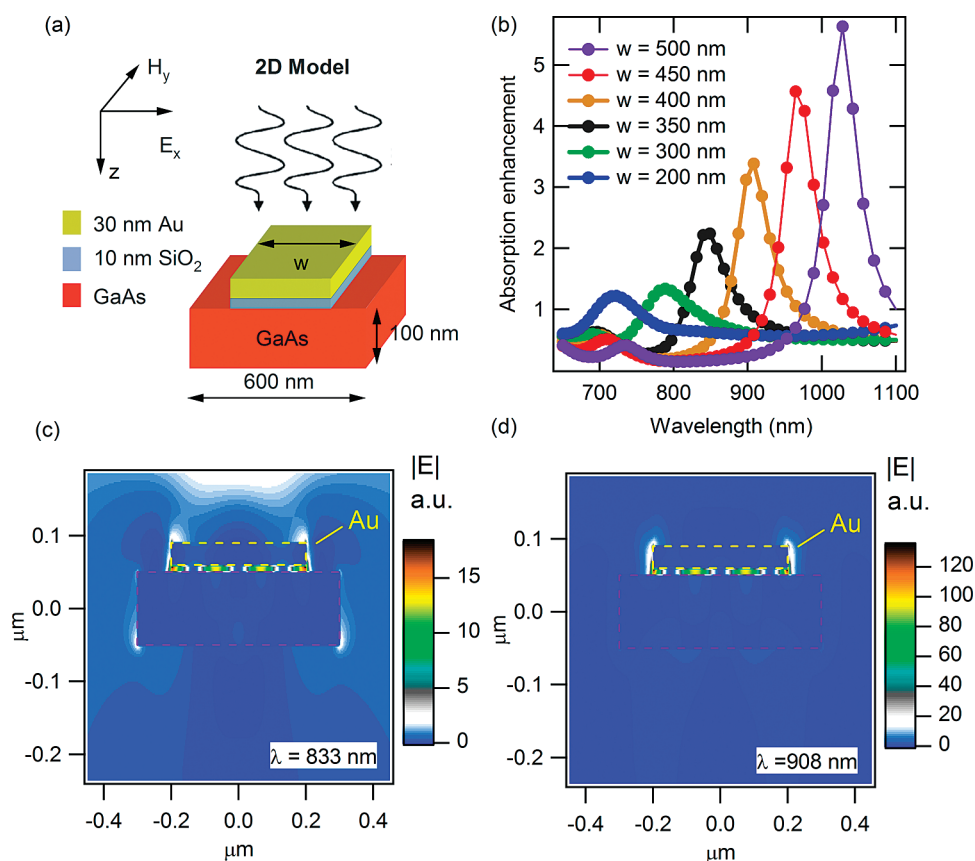 (a)
H_y
E_x
z
2D Model
30 nm Au
10 nm SiO₂
GaAs
w
GaAs
100 nm
600 nm
(b)
Absorption enhancement
5
4
3
2
1
w = 500 nm
w = 450 nm
w = 400 nm
w = 350 nm
w = 300 nm
w = 200 nm
700 800 900 1000 1100
Wavelength (nm)
(c)
|E|
a.u.
Au
0.1
0.0
-0.1
-0.2
μm
15
10
5
0
λ = 833 nm
-0.4 -0.2 0.0 0.2 0.4
μm
(d)
|E|
a.u.
Au
0.1
0.0
-0.1
-0.2
μm
120
100
80
60
40
20
0
λ =908 nm
-0.4 -0.2 0.0 0.2 0.4
μm